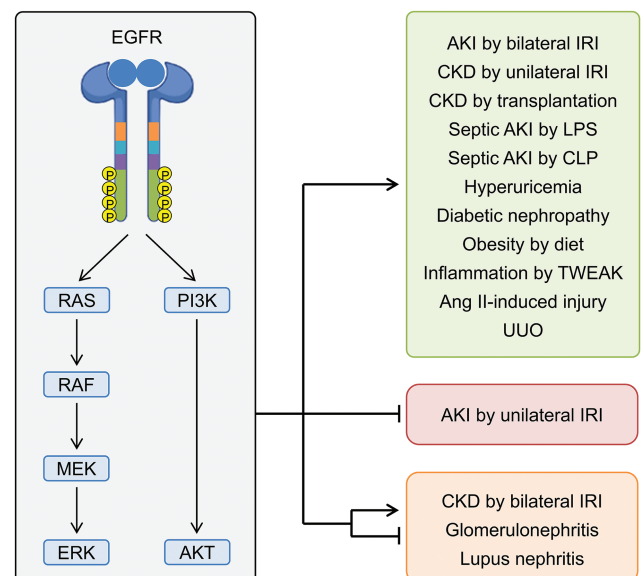 EGFR
P P
P P
P P
P P
RAS
PI3K
RAF
MEK
ERK
AKT
AKI by bilateral IRI
CKD by unilateral IRI
CKD by transplantation
Septic AKI by LPS
Septic AKI by CLP
Hyperuricemia
Diabetic nephropathy
Obesity by diet
Inflammation by TWEAK
Ang II-induced injury
UUO
AKI by unilateral IRI
CKD by bilateral IRI
Glomerulonephritis
Lupus nephritis